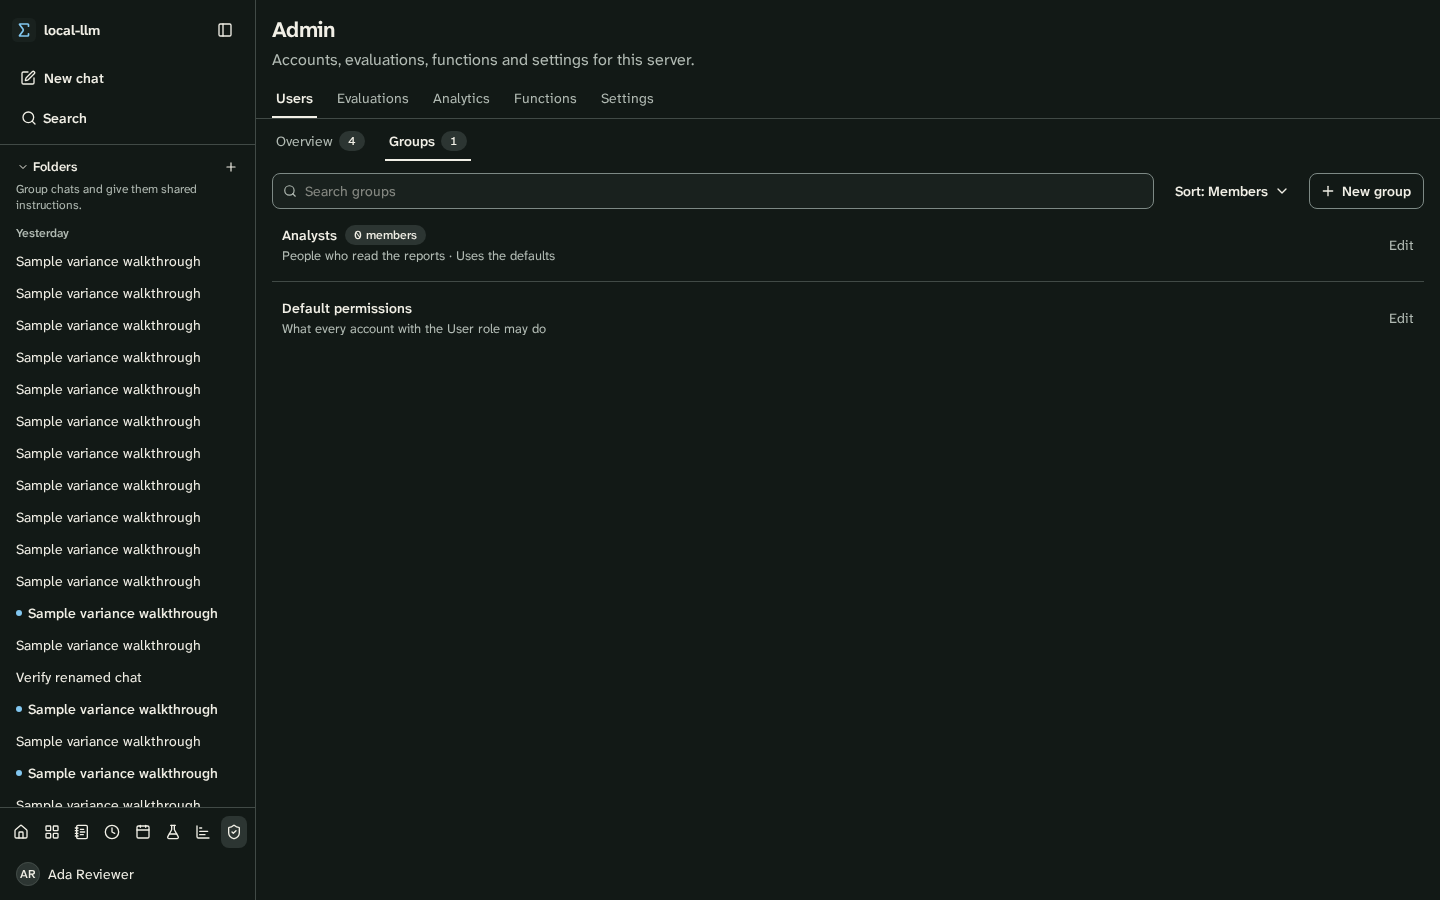 local-llm
New chat
Search
Folders
Group chats and give them shared
instructions.
Yesterday
Sample variance walkthrough
Sample variance walkthrough
Sample variance walkthrough
Sample variance walkthrough
Sample variance walkthrough
Sample variance walkthrough
Sample variance walkthrough
Sample variance walkthrough
Sample variance walkthrough
Sample variance walkthrough
Sample variance walkthrough
Sample variance walkthrough
Sample variance walkthrough
Verify renamed chat
Sample variance walkthrough
Sample variance walkthrough
Sample variance walkthrough
Sample variance walkthrough
AR Ada Reviewer
Admin
Accounts, evaluations, functions and settings for this server.
Users Evaluations Analytics Functions Settings
Overview 4 Groups 1
Search groups Sort: Members New group
Analysts 0 members
People who read the reports · Uses the defaults
Edit
Default permissions
What every account with the User role may do
Edit